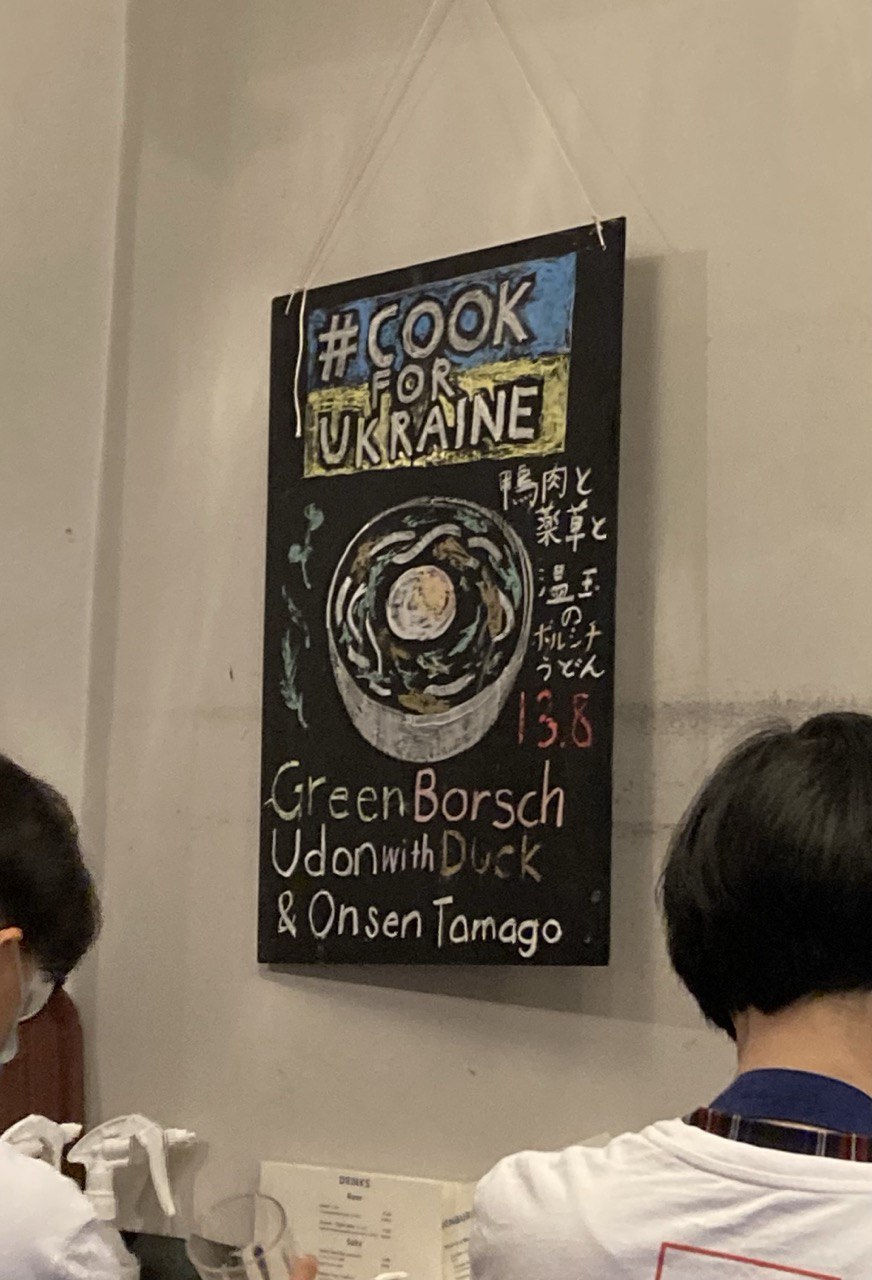 #COOK
FOR
UKRAINE
鴨肉と
薬草と
温玉
の
ボルシチ
うどん
13.8
Green Borsch
Udon with Duck
& Onsen Tamago
DRINKS